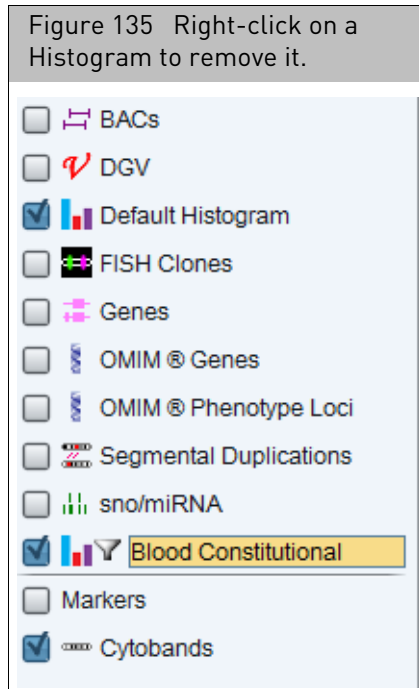 Figure 135 Right-click on a
Histogram to remove it.
BACs
DGV
Default Histogram
FISH Clones
Genes
OMIM ® Genes
OMIM ® Phenotype Loci
Segmental Duplications
sno/miRNA
Blood Constitutional
Markers
Cytobands